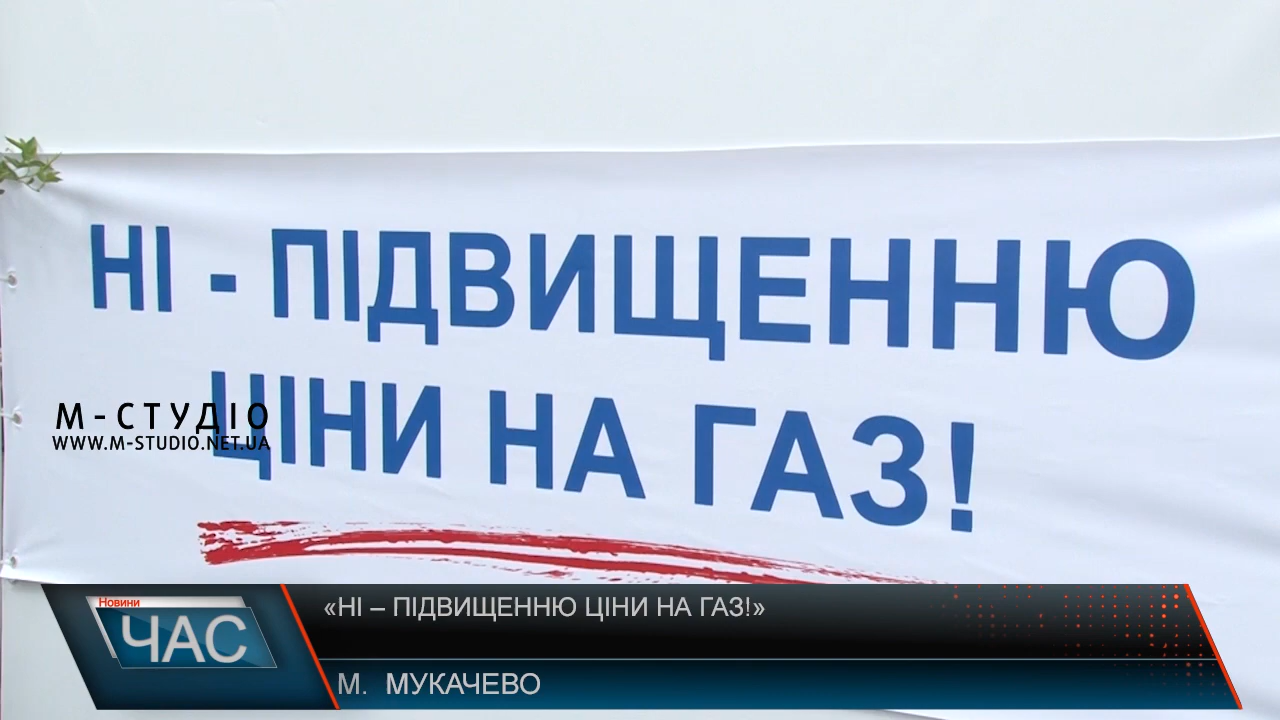 НІ - ПІДВИЩЕННЮ
ЦІНИ НА ГАЗ!
М-СТУДІО
WWW.M-STUDIO.NET.UA
Новини
ЧАС
«НІ – ПІДВИЩЕННЮ ЦІНИ НА ГАЗ!»
М. МУКАЧЕВО